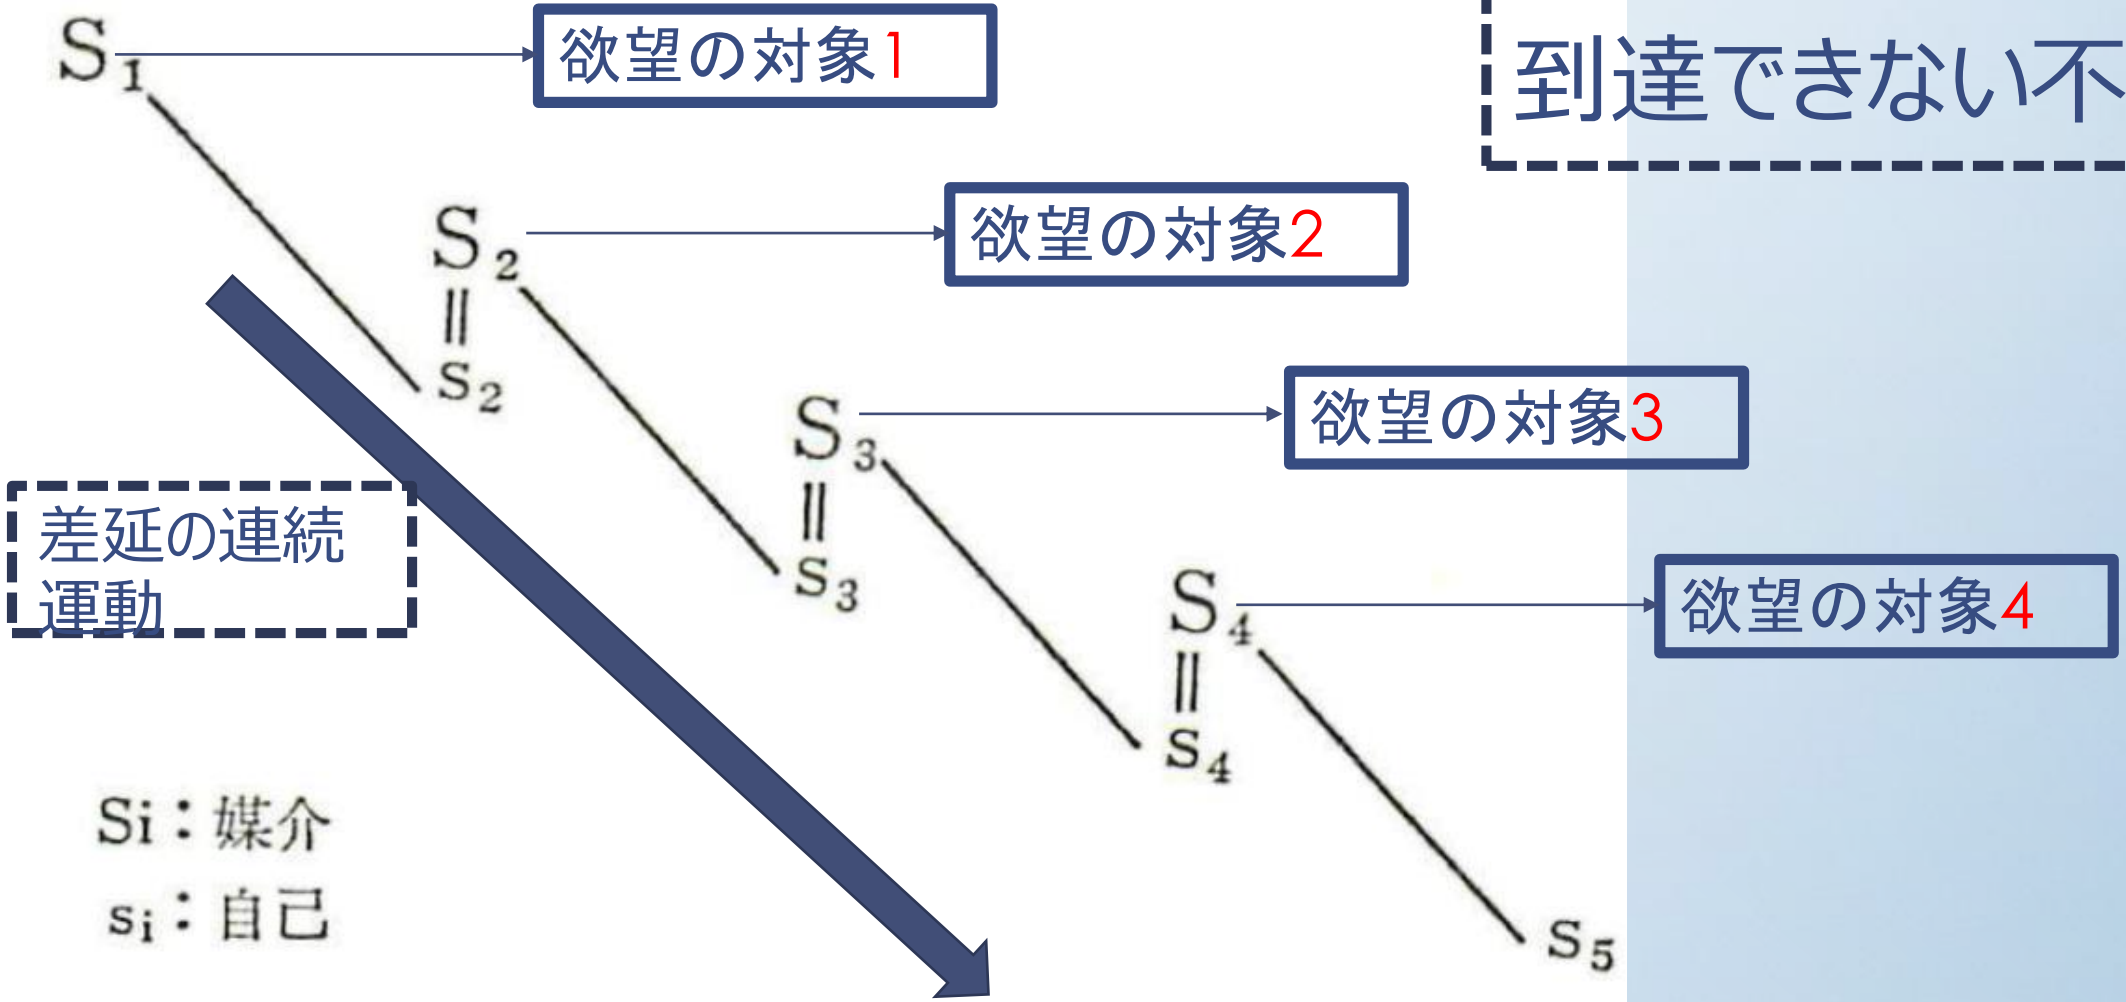 S₁
欲望の対象1
到達できない不
S₂
欲望の対象2
||
s₂
S₃
欲望の対象3
||
s₃
差延の連続
運動
S₄
欲望の対象4
||
s₄
Si：媒介
sᵢ：自己
s₅